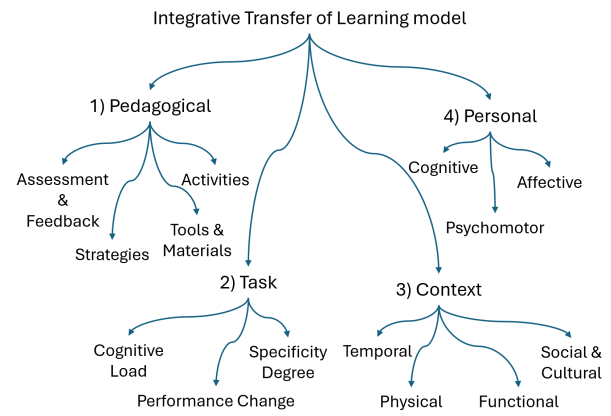 Integrative Transfer of Learning model
1) Pedagogical
Assessment
&
Feedback
Strategies
Tools &
Materials
Activities
2) Task
Cognitive
Load
Performance Change
Specificity
Degree
3) Context
Temporal
Physical
Functional
Social &
Cultural
4) Personal
Cognitive
Psychomotor
Affective